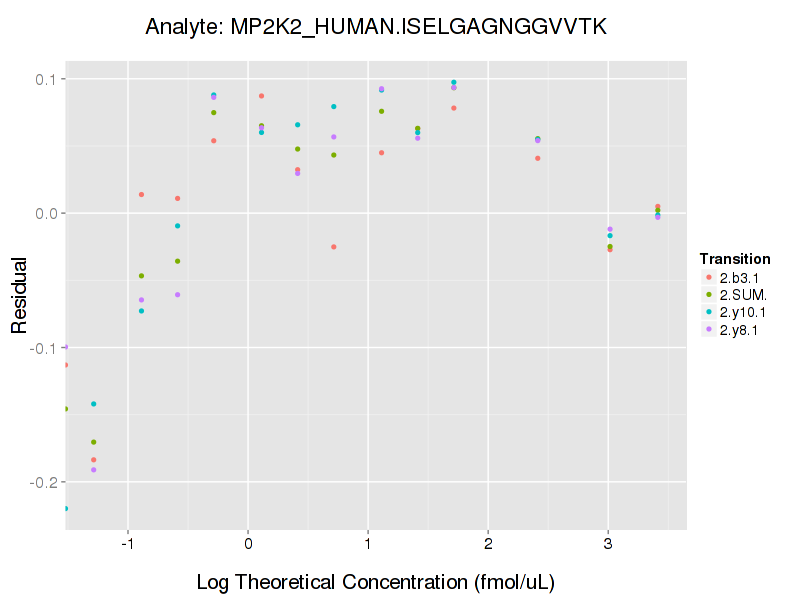 Analyte: MP2K2_HUMAN.ISELGAGNGGVVTK
0.1
0.0
-0.1
-0.2
Residual
-1 0 1 2 3
Log Theoretical Concentration (fmol/uL)
Transition
2.b3.1
2.SUM.
2.y10.1
2.y8.1